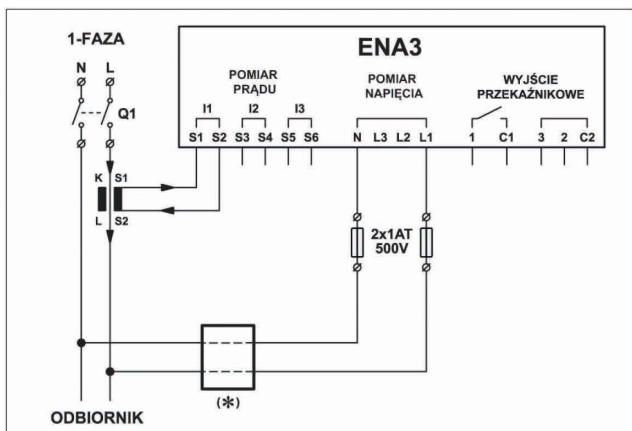 1-FAZA
N L
Q1
K S1
L S2
ENA3
POMIAR
PRĄDU
POMIAR
NAPIĘCIA
WYJŚCIE
PRZEKAŹNIKOWE
I1 I2 I3
S1 S2 S3 S4 S5 S6 N L3 L2 L1 1 C1 3 2 C2
2x1AT
500V
(*)
ODBIORNIK